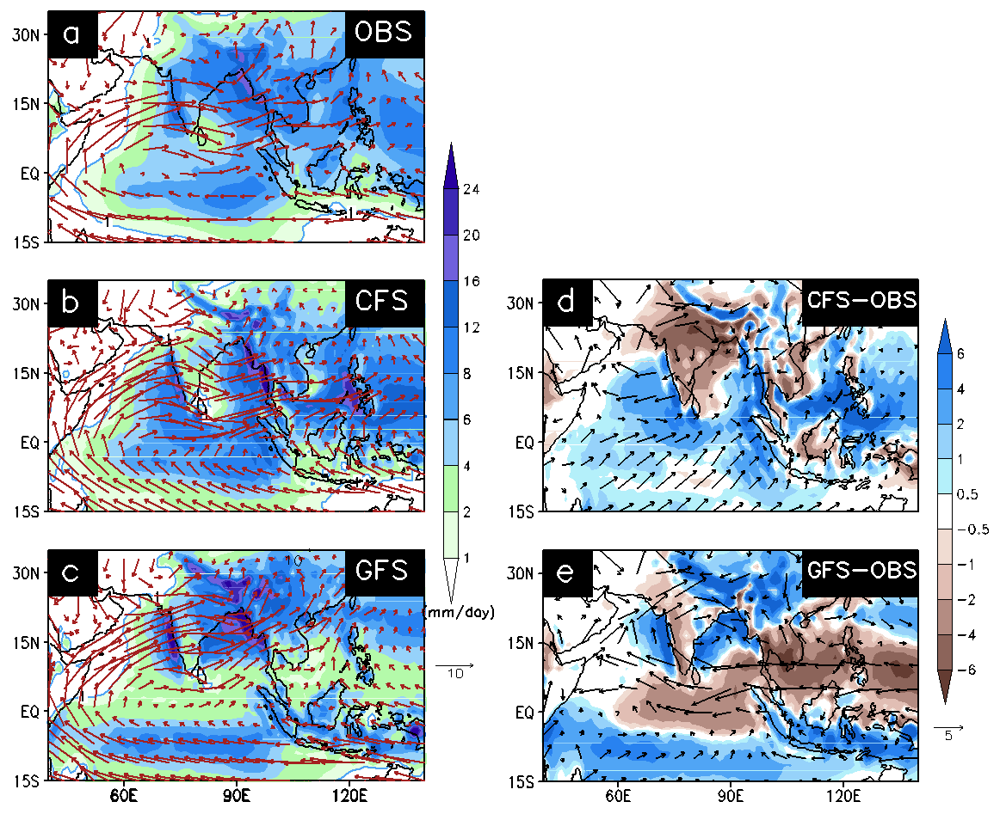 a OBS
30N
15N
EQ
15S
1
1
b CFS
30N
15N
EQ
15S
24
20
16
12
8
6
4
2
1
(mm/day)
10
d CFS-OBS
30N
15N
EQ
15S
c GFS
10
30N
15N
EQ
15S
60E 90E 120E
e GFS-OBS
30N
15N
EQ
15S
60E 90E 120E
6
4
2
1
0.5
-0.5
-1
-2
-4
-6
5